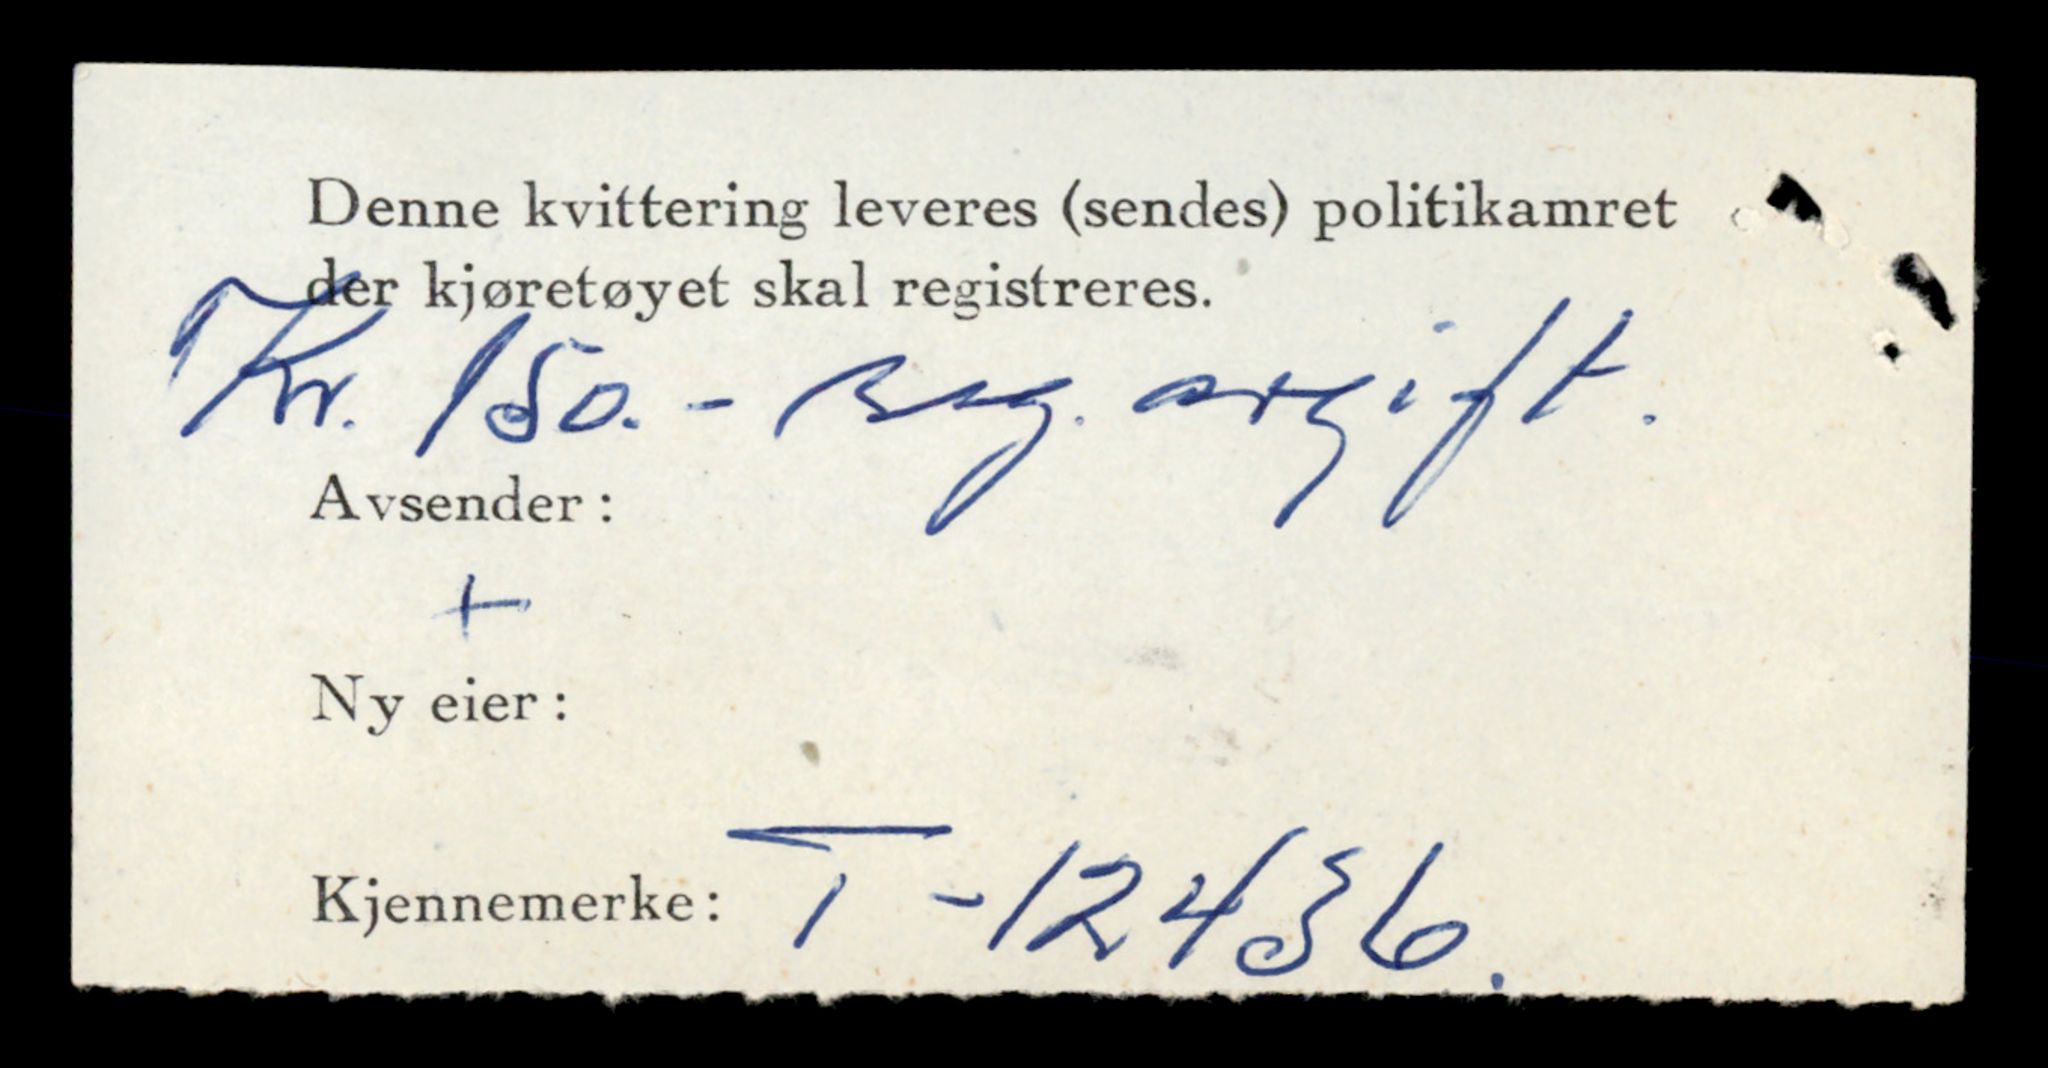 Denne kvittering leveres (sendes) politikamret
der kjøretøyet skal registreres.
Kr. 150.- Reg. avgift.
Avsender:
+
Ny eier:
Kjennemerke: T-12436.